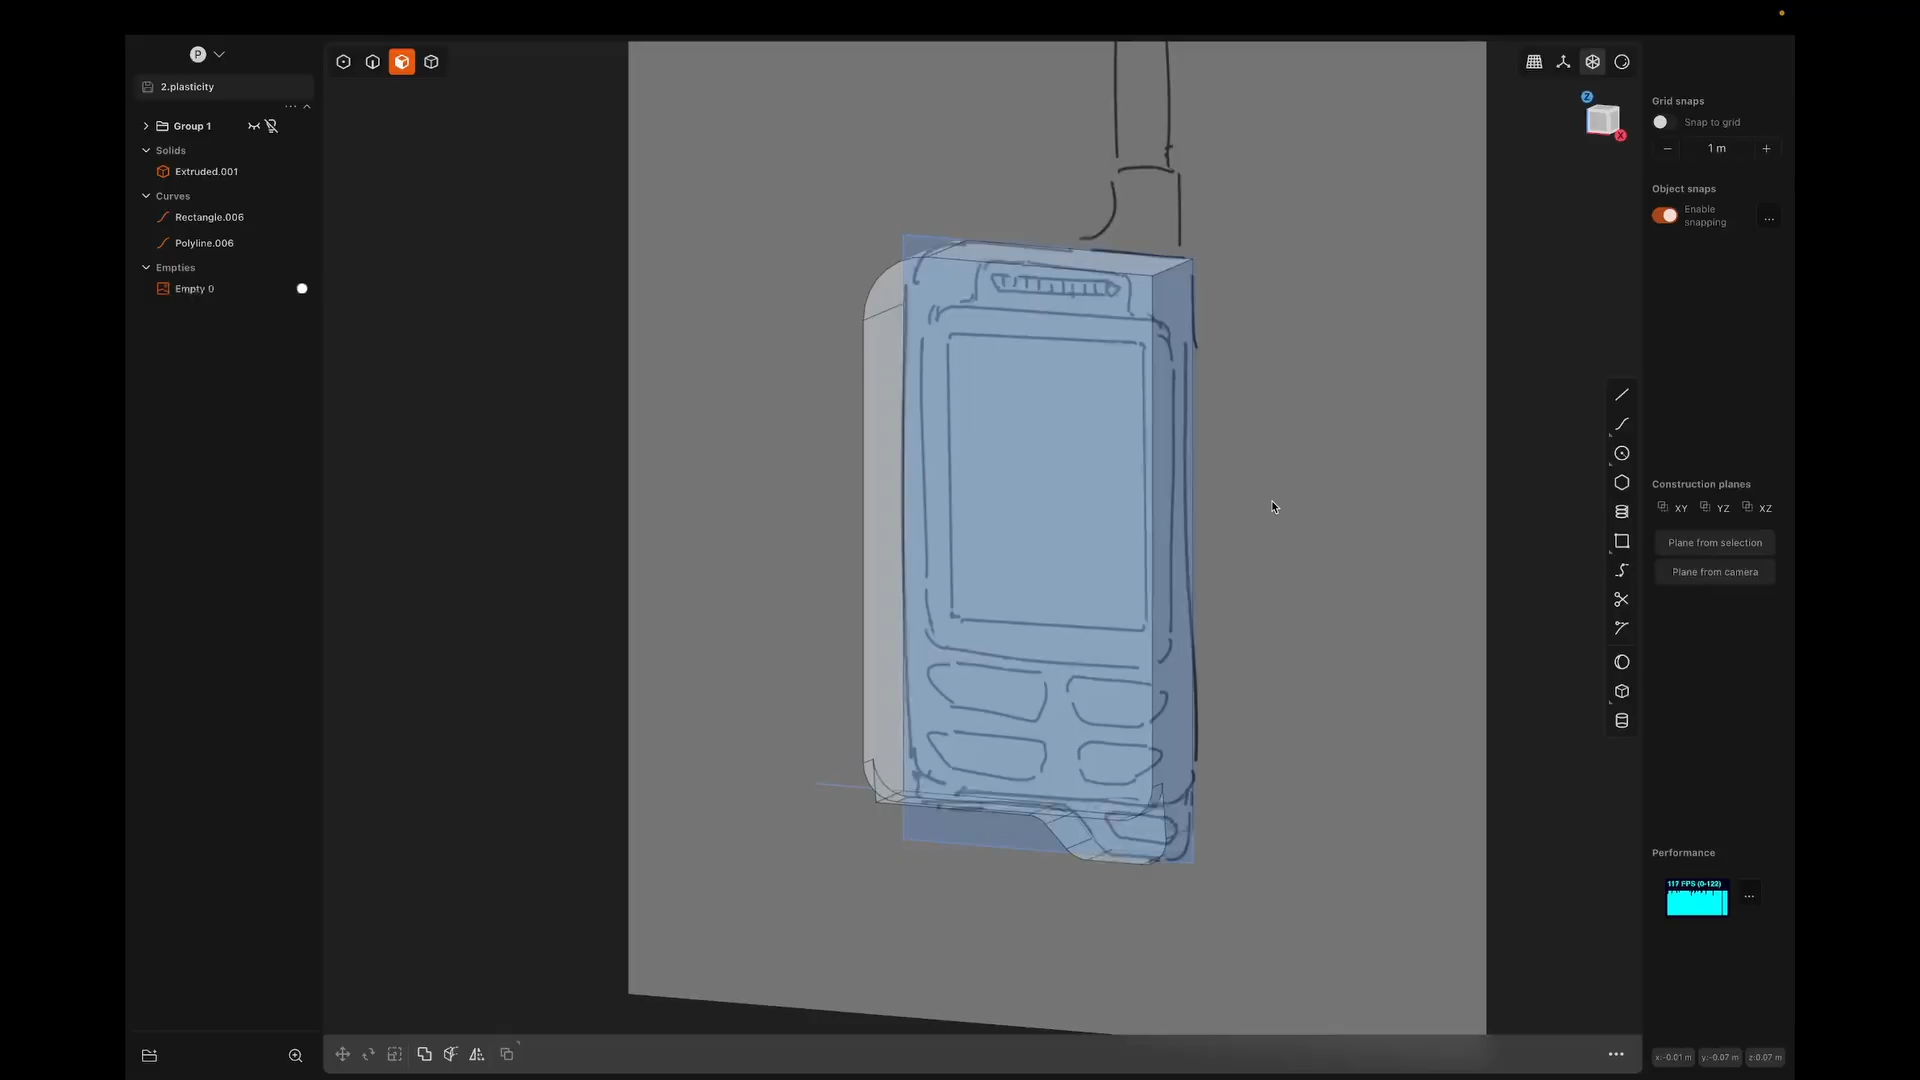 P
2.plasticity
Group 1
Solids
Extruded.001
Curves
Rectangle.006
Polyline.006
Empties
Empty 0
Z
X
Grid snaps
Snap to grid
1 m
Object snaps
Enable
snapping
Construction planes
XY YZ XZ
Plane from selection
Plane from camera
Performance
117 FPS (0-122)
x:-0.01 m y:-0.07 m z:0.07 m